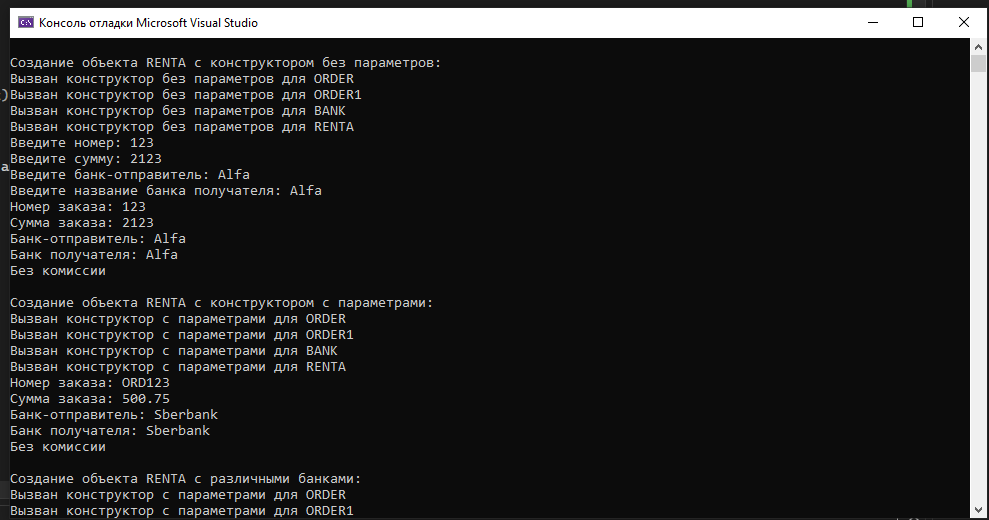 Консоль отладки Microsoft Visual Studio
Создание объекта RENTA с конструктором без параметров:
Вызван конструктор без параметров для ORDER
Вызван конструктор без параметров для ORDER1
Вызван конструктор без параметров для BANK
Вызван конструктор без параметров для RENTA
Введите номер: 123
Введите сумму: 2123
Введите банк-отправитель: Alfa
Введите название банка получателя: Alfa
Номер заказа: 123
Сумма заказа: 2123
Банк-отправитель: Alfa
Банк получателя: Alfa
Без комиссии
Создание объекта RENTA с конструктором с параметрами:
Вызван конструктор с параметрами для ORDER
Вызван конструктор с параметрами для ORDER1
Вызван конструктор с параметрами для BANK
Вызван конструктор с параметрами для RENTA
Номер заказа: ORD123
Сумма заказа: 500.75
Банк-отправитель: Sberbank
Банк получателя: Sberbank
Без комиссии
Создание объекта RENTA с различными банками:
Вызван конструктор с параметрами для ORDER
Вызван конструктор с параметрами для ORDER1